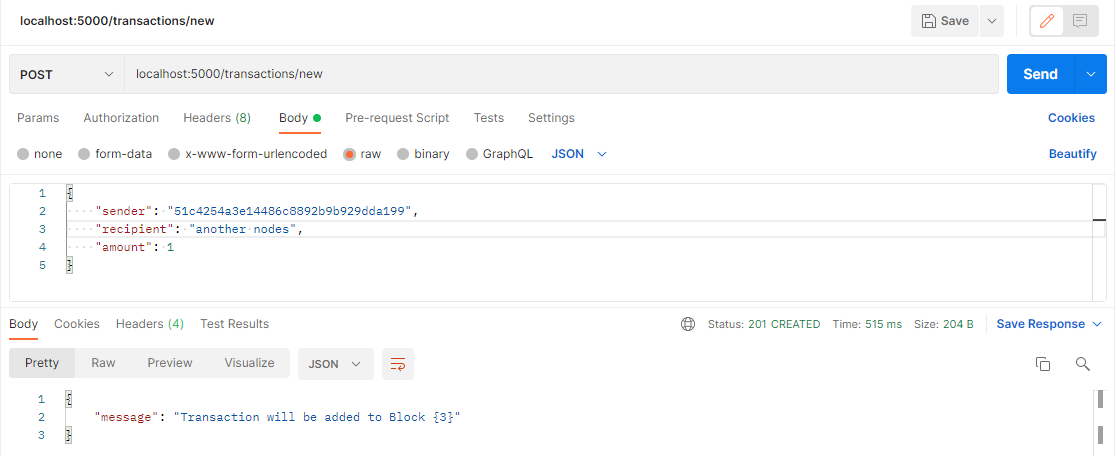 localhost:5000/transactions/new
Save
POST localhost:5000/transactions/new Send
Params Authorization Headers (8) Body Pre-request Script Tests Settings Cookies
none form-data x-www-form-urlencoded raw binary GraphQL JSON Beautify
1 {
2 "sender": "51c4254a3e14486c8892b9b929dda199",
3 "recipient": "another nodes",
4 "amount": 1
5 }
Body Cookies Headers (4) Test Results Status: 201 CREATED Time: 515 ms Size: 204 B Save Response
Pretty Raw Preview Visualize JSON
1 {
2 "message": "Transaction will be added to Block {3}"
3 }